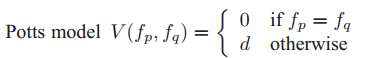 Potts model V(f_p, f_q) = { 0 if f_p = f_q
d otherwise